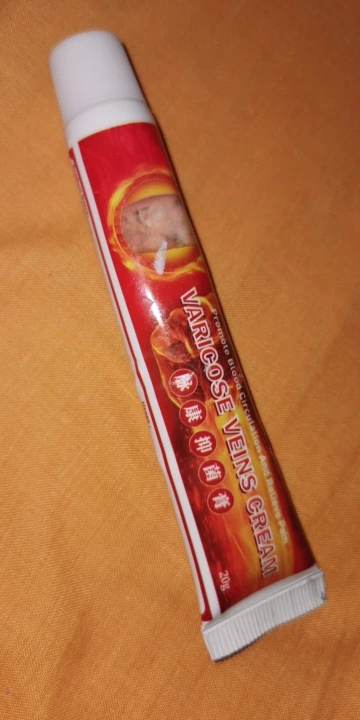 Promote Blood Circulation And Relieve Pain
VARICOSE VEINS CREAM
脉康抑菌膏
20g